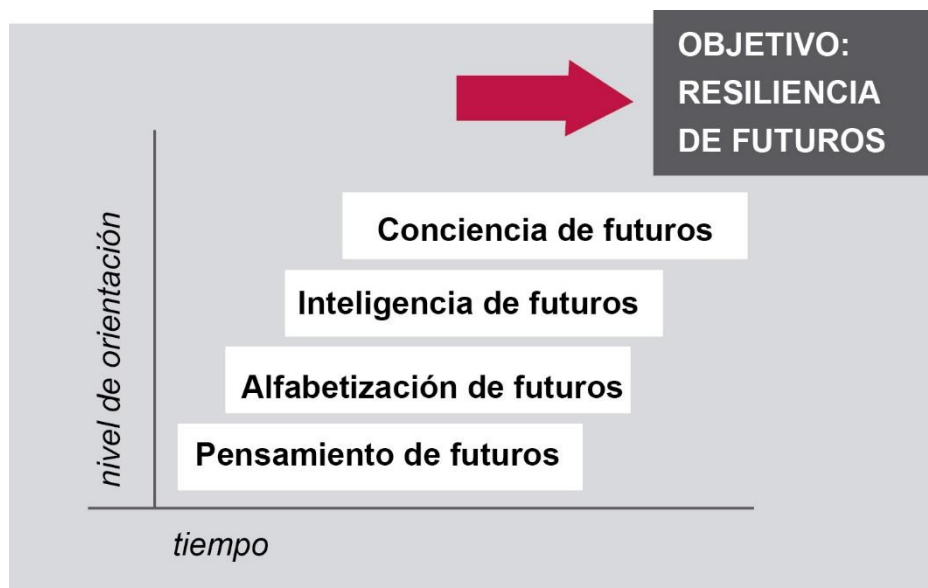 OBJETIVO:
RESILIENCIA
DE FUTUROS
Conciencia de futuros
Inteligencia de futuros
Alfabetización de futuros
Pensamiento de futuros
nivel de orientación
tiempo